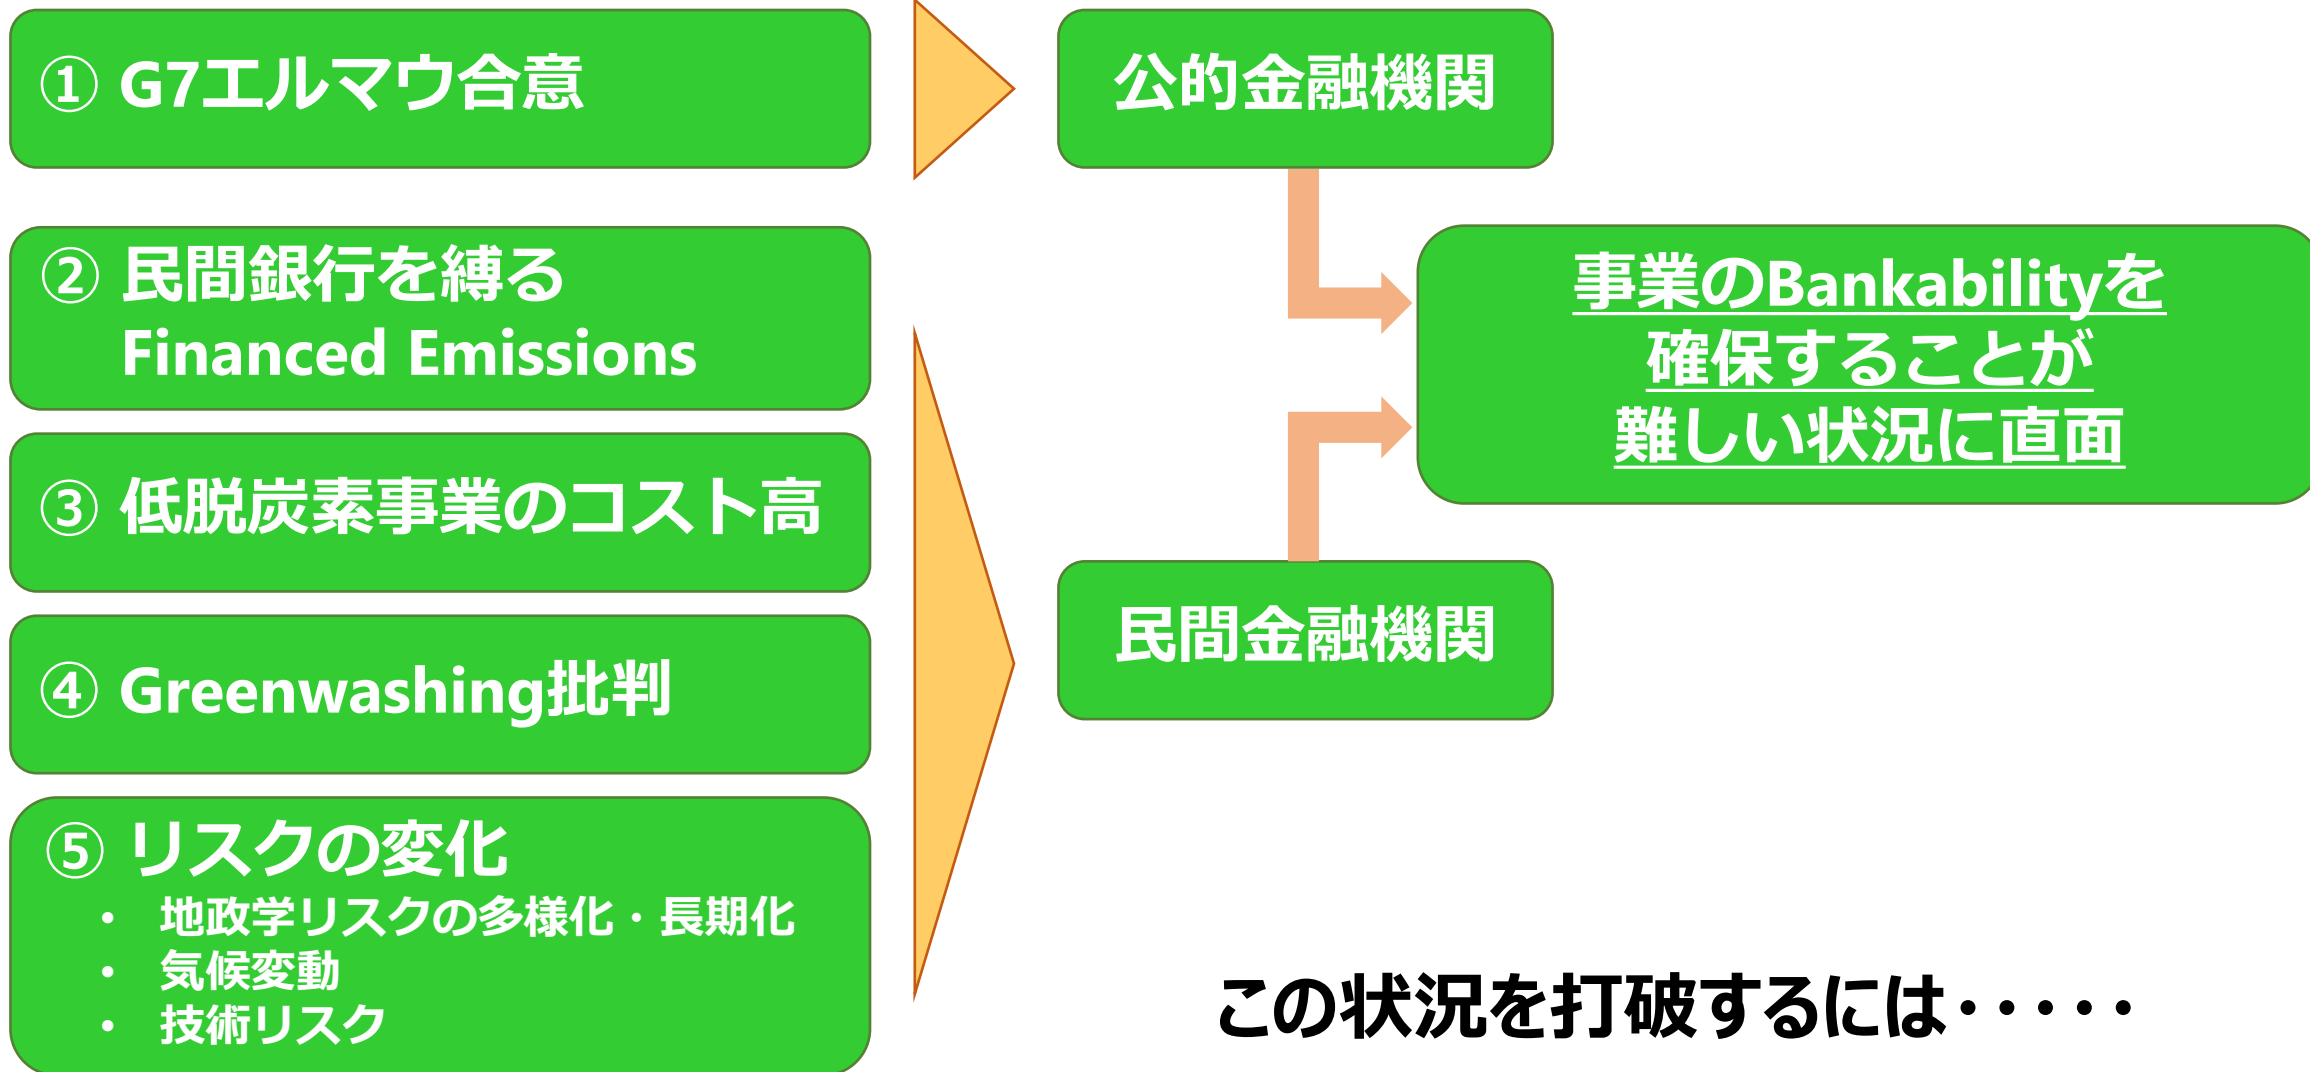 ① G7エルマウ合意
公的金融機関
② 民間銀行を縛る
Financed Emissions
事業のBankabilityを
確保することが
難しい状況に直面
③ 低脱炭素事業のコスト高
民間金融機関
④ Greenwashing批判
⑤ リスクの変化
• 地政学リスクの多様化・長期化
• 気候変動
• 技術リスク
この状況を打破するには・・・・・